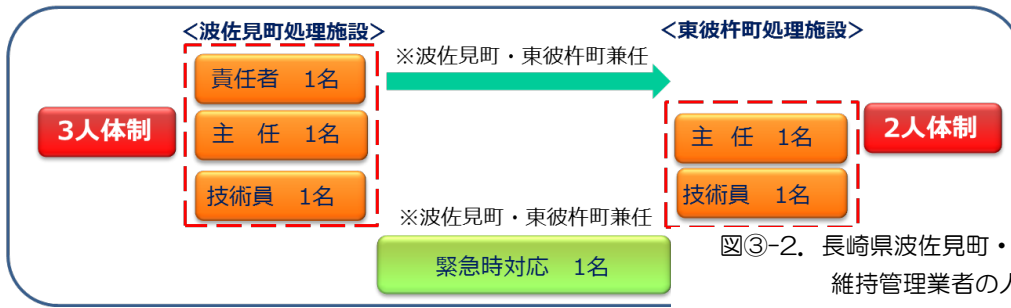 <波佐見町処理施設>
<東彼杵町処理施設>
責任者 1名
※波佐見町・東彼杵町兼任
3人体制
主 任 1名
技術員 1名
主 任 1名
技術員 1名
2人体制
※波佐見町・東彼杵町兼任
緊急時対応 1名
図③-2. 長崎県波佐見町・
維持管理業者の人